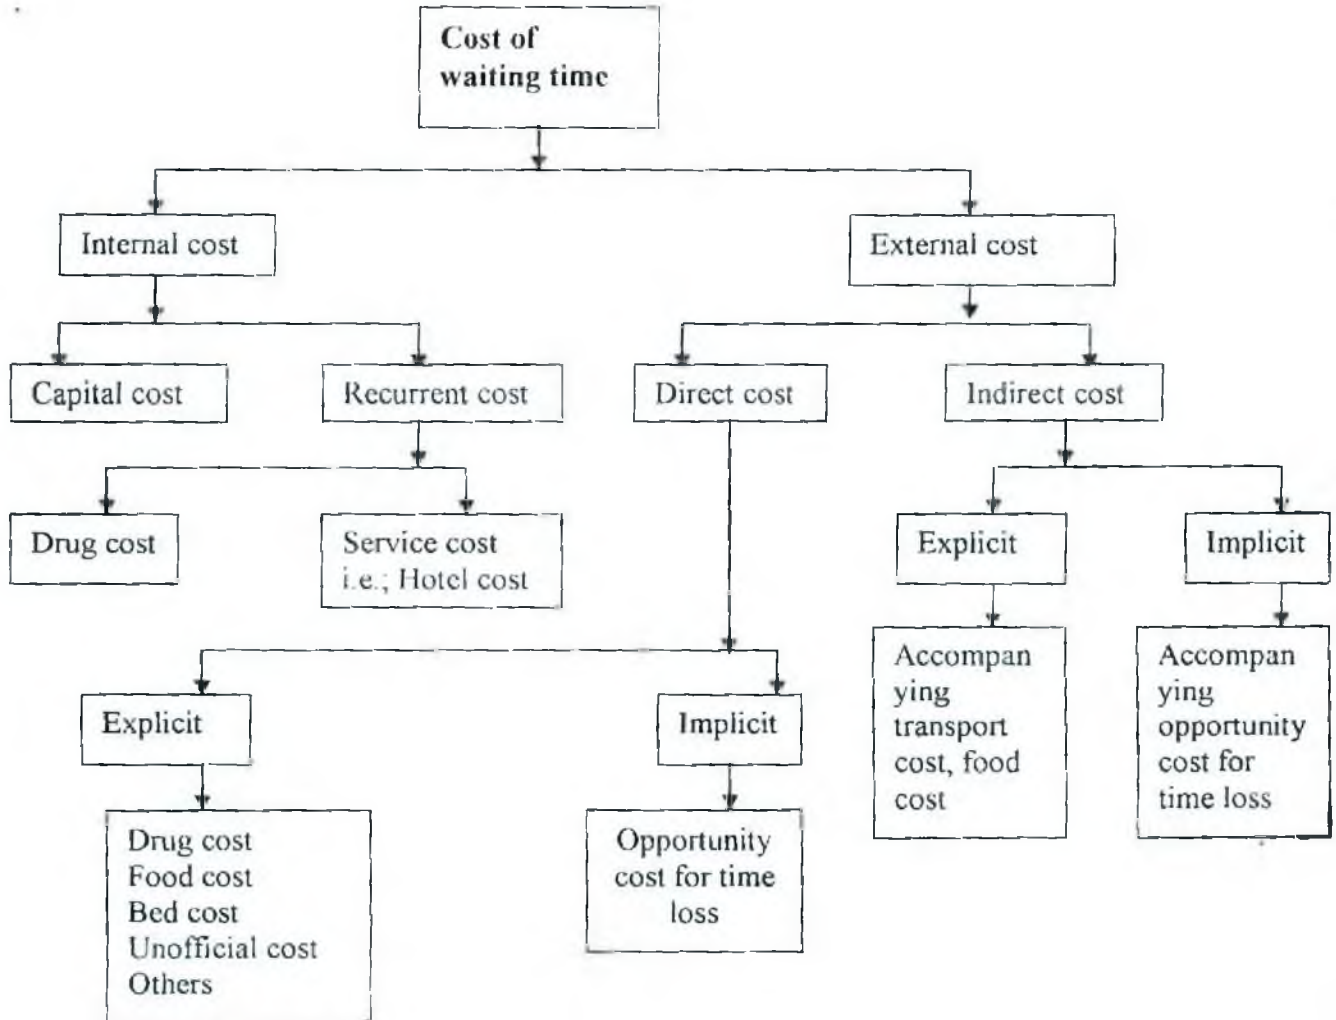 Cost of
waiting time
Internal cost
External cost
Capital cost
Recurrent cost
Direct cost
Indirect cost
Drug cost
Service cost
i.e.; Hotel cost
Explicit
Implicit
Explicit
Implicit
Accompan
ying
transport
cost, food
cost
Accompan
ying
opportunity
cost for
time loss
Drug cost
Food cost
Bed cost
Unofficial cost
Others
Opportunity
cost for time
loss